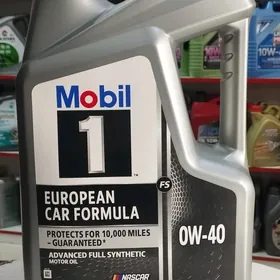 Mobil
1
FS
EUROPEAN
CAR FORMULA
0W-40
PROTECTS FOR 10,000 MILES
- GUARANTEED*
ADVANCED FULL SYNTHETIC
MOTOR OIL
NASCAR
10W-